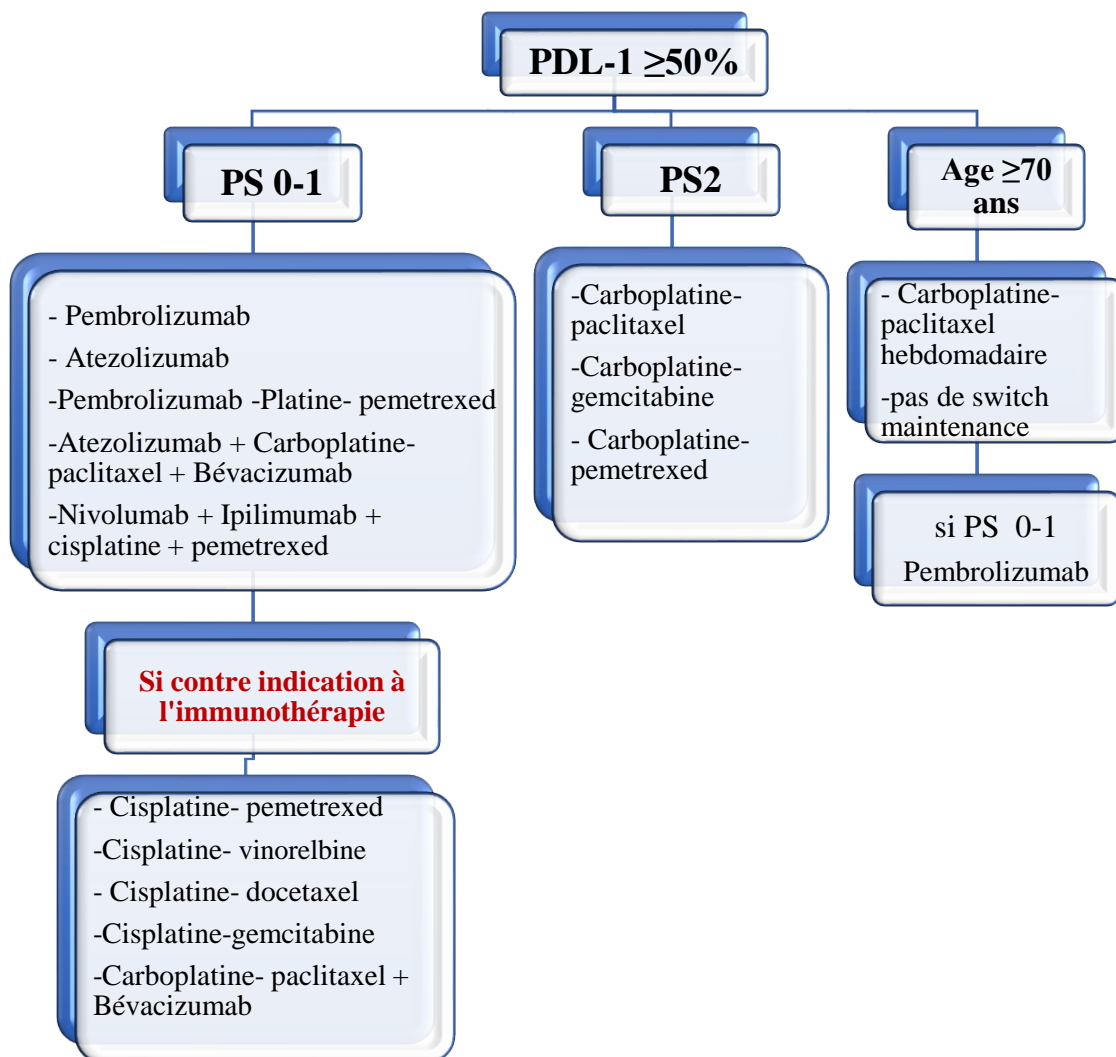 PDL-1 ≥50%
PS 0-1
- Pembrolizumab
- Atezolizumab
-Pembrolizumab -Platine- pemetrexed
-Atezolizumab + Carboplatine-
paclitaxel + Bévacizumab
-Nivolumab + Ipilimumab +
cisplatine + pemetrexed
Si contre indication à
l'immunothérapie
- Cisplatine- pemetrexed
-Cisplatine- vinorelbine
- Cisplatine- docetaxel
-Cisplatine-gemcitabine
-Carboplatine- paclitaxel +
Bévacizumab
PS2
-Carboplatine-
paclitaxel
-Carboplatine-
gemcitabine
- Carboplatine-
pemetrexed
Age ≥70
ans
- Carboplatine-
paclitaxel
hebdomadaire
-pas de switch
maintenance
si PS 0-1
Pembrolizumab